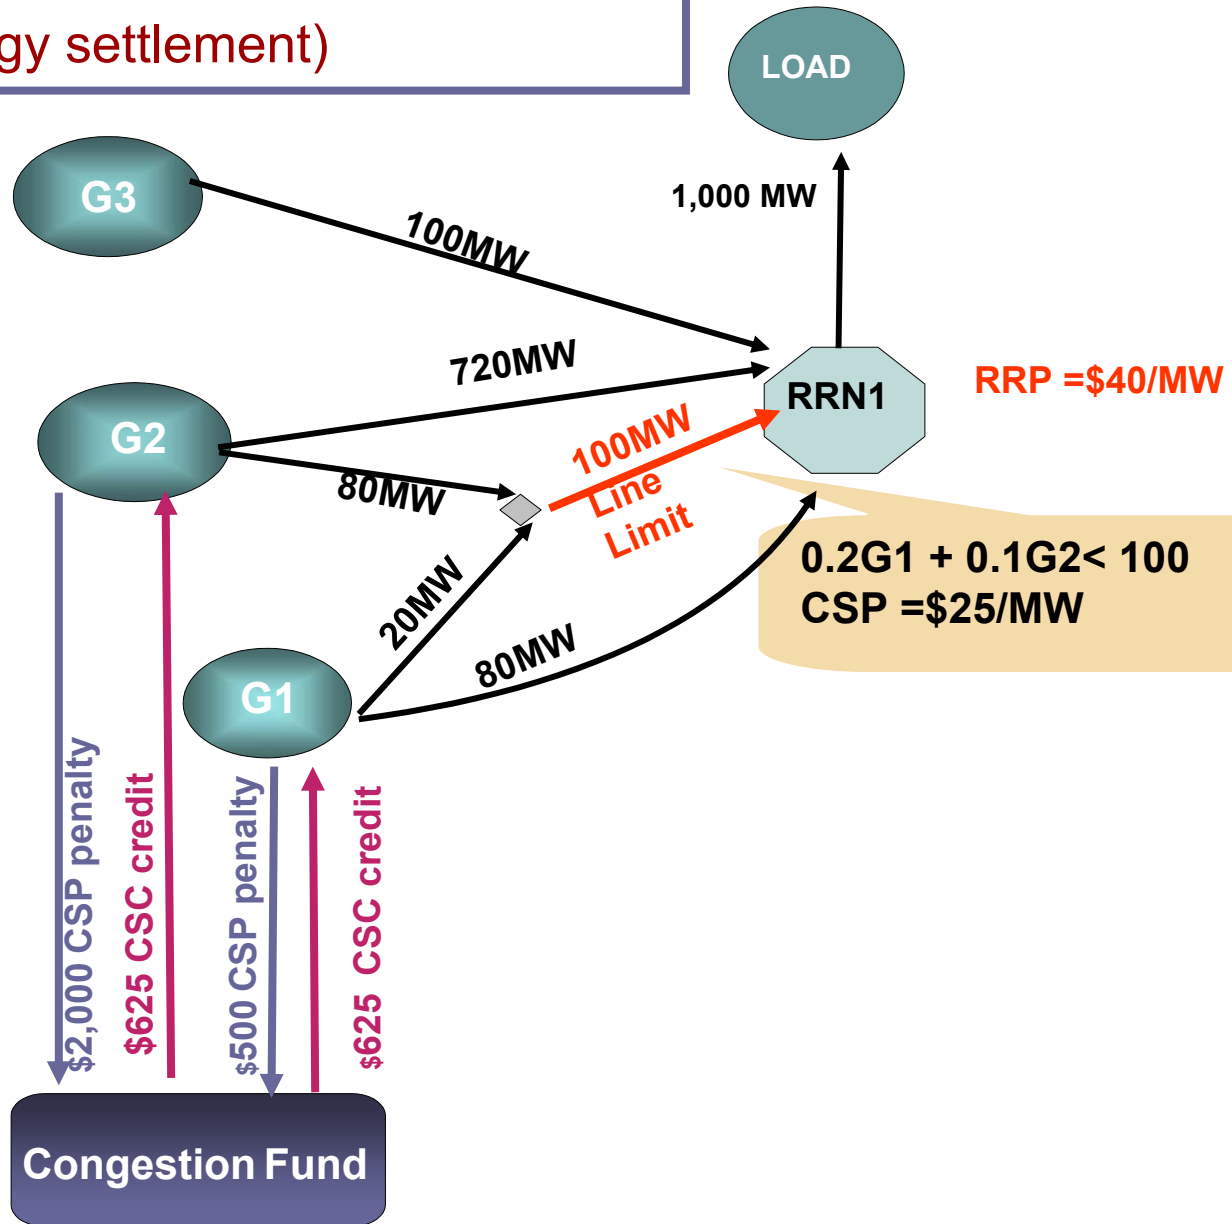 gy settlement)
LOAD
G3
1,000 MW
100MW
720MW
RRN1
RRP =$40/MW
G2
100MW
Line
Limit
80MW
0.2G1 + 0.1G2< 100
CSP =$25/MW
20MW
80MW
G1
$2,000 CSP penalty
$625 CSC credit
$500 CSP penalty
$625 CSC credit
Congestion Fund